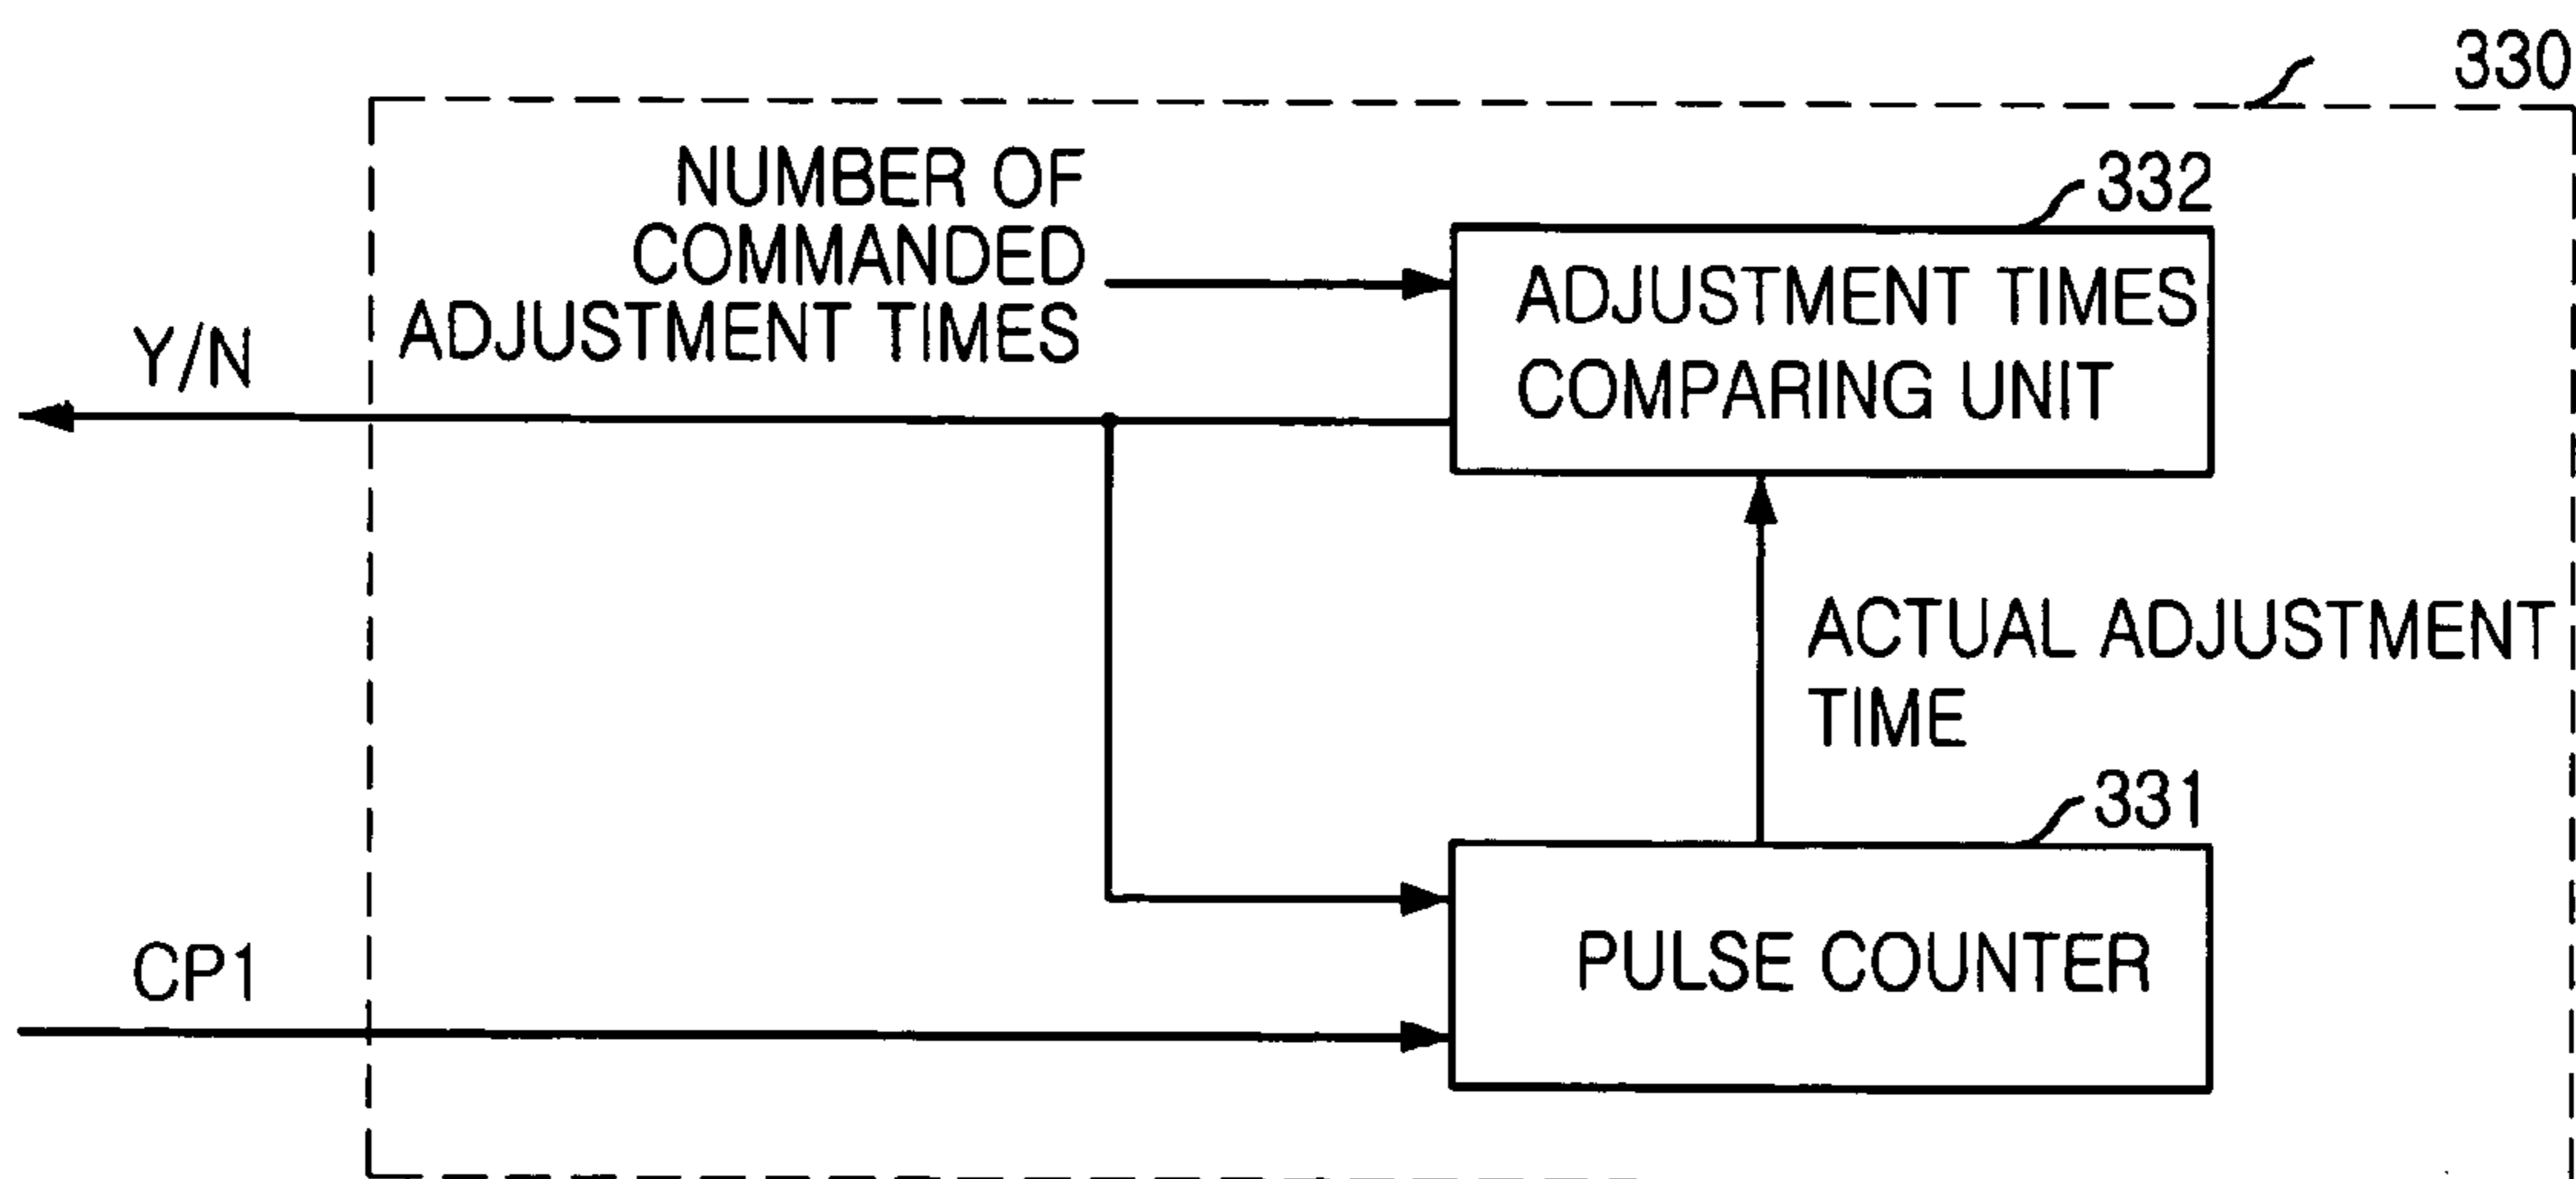 330
NUMBER OF
COMMANDED
ADJUSTMENT TIMES
332
ADJUSTMENT TIMES
COMPARING UNIT
Y/N
ACTUAL ADJUSTMENT
TIME
331
PULSE COUNTER
CP1